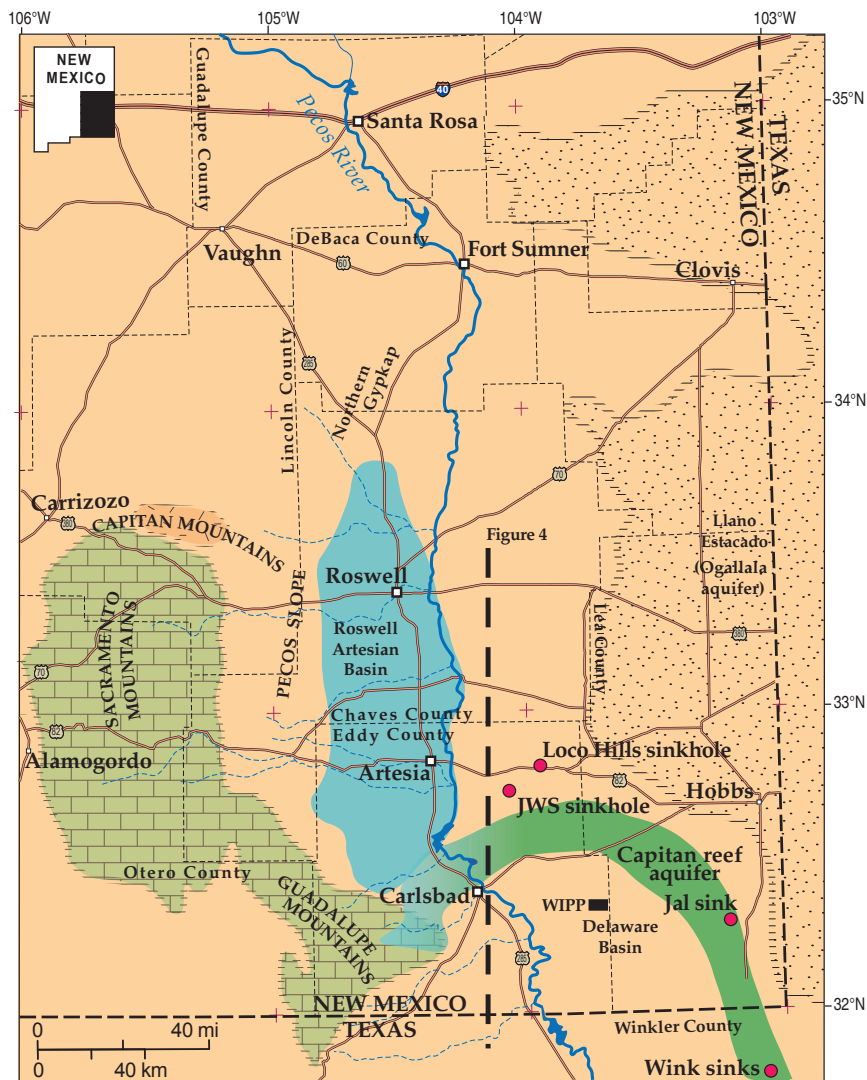 106°W
105°W
104°W
103°W
NEW
MEXICO
Guadalupe County
40
Pecos River
Santa Rosa
35°N
TEXAS
NEW MEXICO
Vaughn
DeBaca County
60
Fort Sumner
Clovis
285
Lincoln County
Northern
Gypkap
34°N
70
Carrizozo
380
CAPITAN MOUNTAINS
Figure 4
Llano
Estacado
(Ogallala
aquifer)
Roswell
PECOS SLOPE
Roswell
Artesian
Basin
Lea County
380
SACRAMENTO
MOUNTAINS
70
33°N
82
Chaves County
Eddy County
Alamogordo
Artesia
Loco Hills sinkhole
82
JWS sinkhole
Hobbs
Otero County
GUADALUPE
MOUNTAINS
Capitan reef
aquifer
Carlsbad
WIPP
Jal sink
Delaware
Basin
285
32°N
NEW MEXICO
TEXAS
Winkler County
0 40 mi
0 40 km
Wink sinks